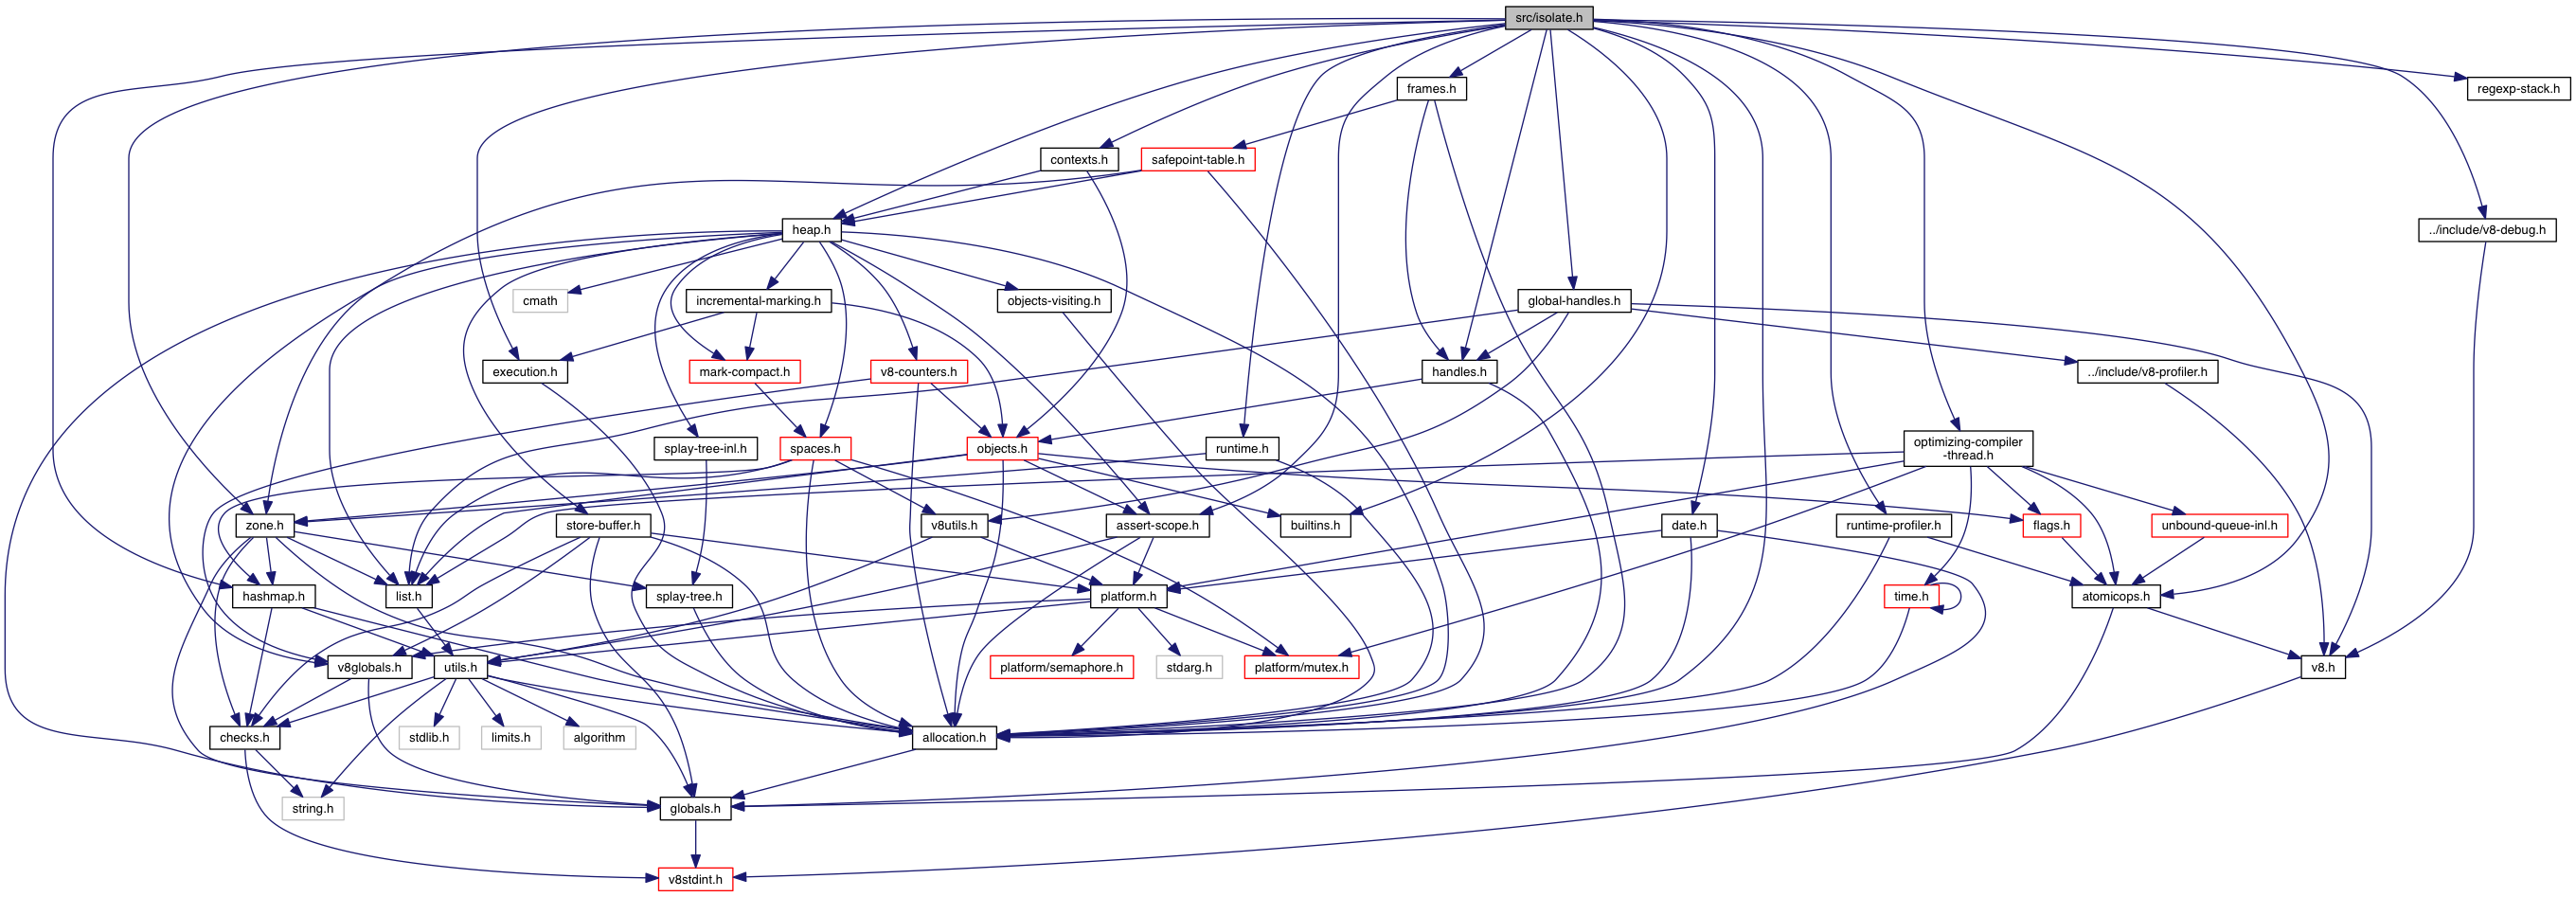 src/isolate.h
frames.h
regexp-stack.h
contexts.h
safepoint-table.h
heap.h
../include/v8-debug.h
cmath
incremental-marking.h
objects-visiting.h
global-handles.h
execution.h
mark-compact.h
v8-counters.h
handles.h
../include/v8-profiler.h
splay-tree-inl.h
spaces.h
objects.h
runtime.h
optimizing-compiler
-thread.h
zone.h
store-buffer.h
v8utils.h
assert-scope.h
builtins.h
date.h
runtime-profiler.h
flags.h
unbound-queue-inl.h
hashmap.h
list.h
splay-tree.h
platform.h
time.h
atomicops.h
v8globals.h
utils.h
platform/semaphore.h
stdarg.h
platform/mutex.h
v8.h
checks.h
stdlib.h
limits.h
algorithm
allocation.h
string.h
globals.h
v8stdint.h